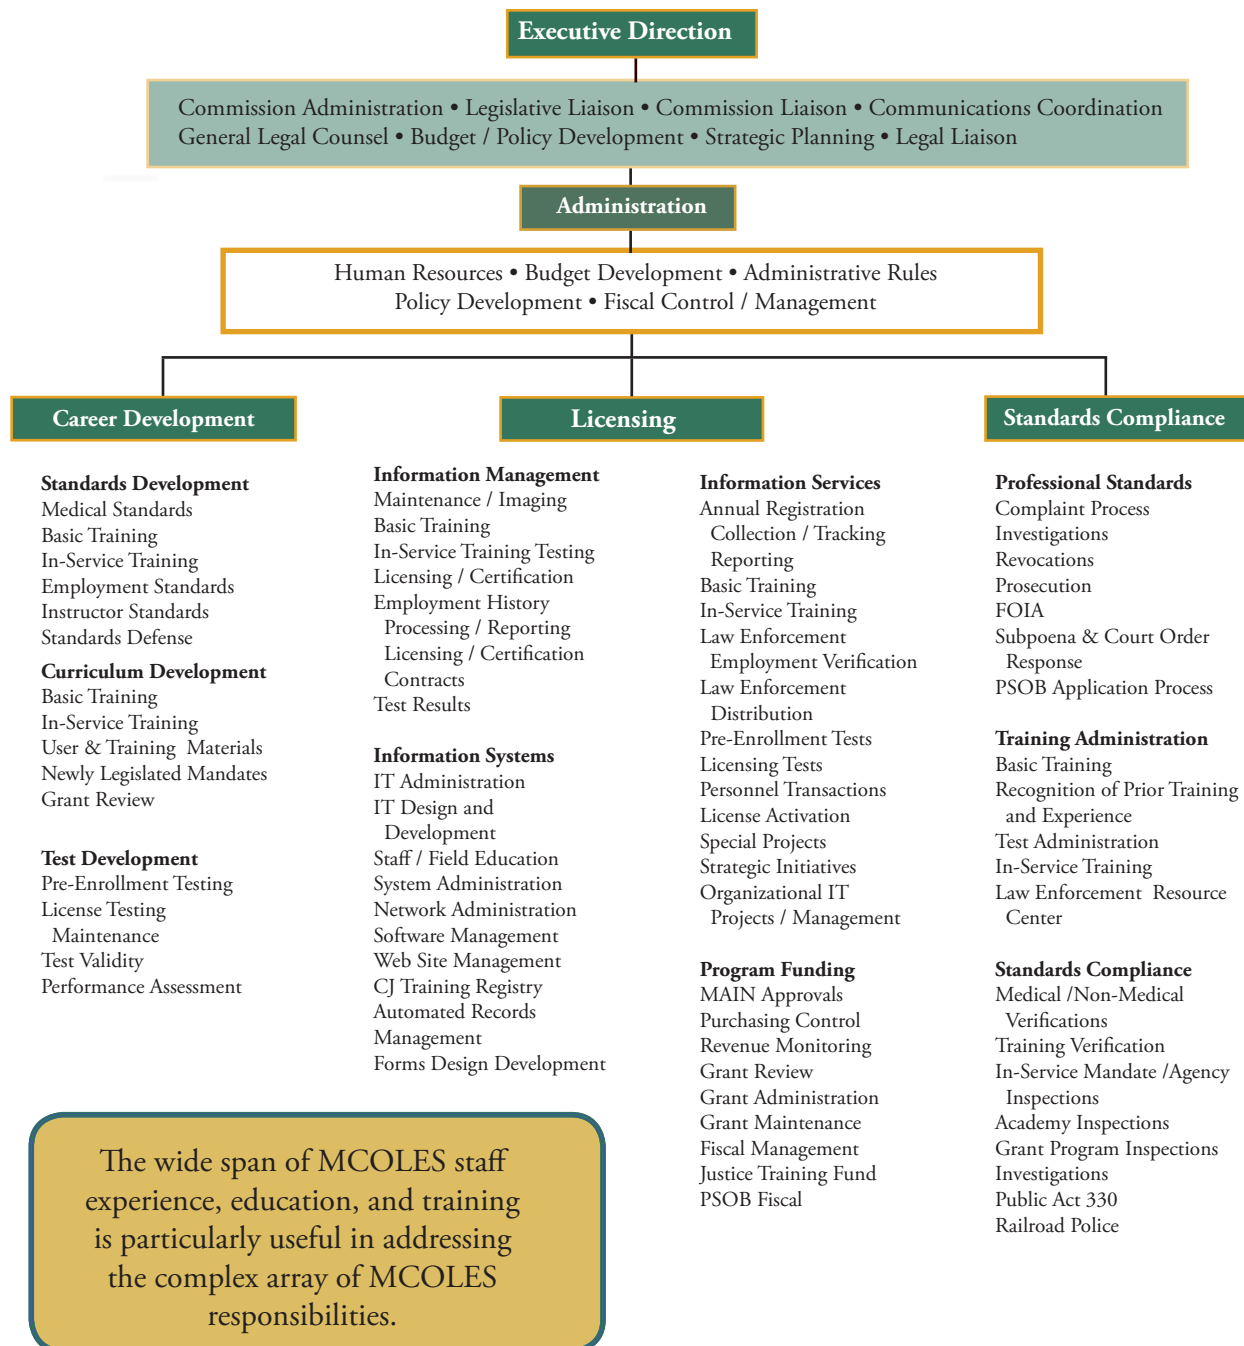 Executive Direction
Commission Administration • Legislative Liaison • Commission Liaison • Communications Coordination
General Legal Counsel • Budget / Policy Development • Strategic Planning • Legal Liaison
Administration
Human Resources • Budget Development • Administrative Rules
Policy Development • Fiscal Control / Management
Career Development
Licensing
Standards Compliance
Standards Development
Medical Standards
Basic Training
In-Service Training
Employment Standards
Instructor Standards
Standards Defense
Curriculum Development
Basic Training
In-Service Training
User & Training Materials
Newly Legislated Mandates
Grant Review
Test Development
Pre-Enrollment Testing
License Testing
Maintenance
Test Validity
Performance Assessment
Information Management
Maintenance / Imaging
Basic Training
In-Service Training Testing
Licensing / Certification
Employment History
Processing / Reporting
Licensing / Certification
Contracts
Test Results
Information Systems
IT Administration
IT Design and
Development
Staff / Field Education
System Administration
Network Administration
Software Management
Web Site Management
CJ Training Registry
Automated Records
Management
Forms Design Development
Information Services
Annual Registration
Collection / Tracking
Reporting
Basic Training
In-Service Training
Law Enforcement
Employment Verification
Law Enforcement
Distribution
Pre-Enrollment Tests
Licensing Tests
Personnel Transactions
License Activation
Special Projects
Strategic Initiatives
Organizational IT
Projects / Management
Program Funding
MAIN Approvals
Purchasing Control
Revenue Monitoring
Grant Review
Grant Administration
Grant Maintenance
Fiscal Management
Justice Training Fund
PSOB Fiscal
Professional Standards
Complaint Process
Investigations
Revocations
Prosecution
FOIA
Subpoena & Court Order
Response
PSOB Application Process
Training Administration
Basic Training
Recognition of Prior Training
and Experience
Test Administration
In-Service Training
Law Enforcement Resource
Center
Standards Compliance
Medical /Non-Medical
Verifications
Training Verification
In-Service Mandate /Agency
Inspections
Academy Inspections
Grant Program Inspections
Investigations
Public Act 330
Railroad Police
The wide span of MCOLES staff
experience, education, and training
is particularly useful in addressing
the complex array of MCOLES
responsibilities.